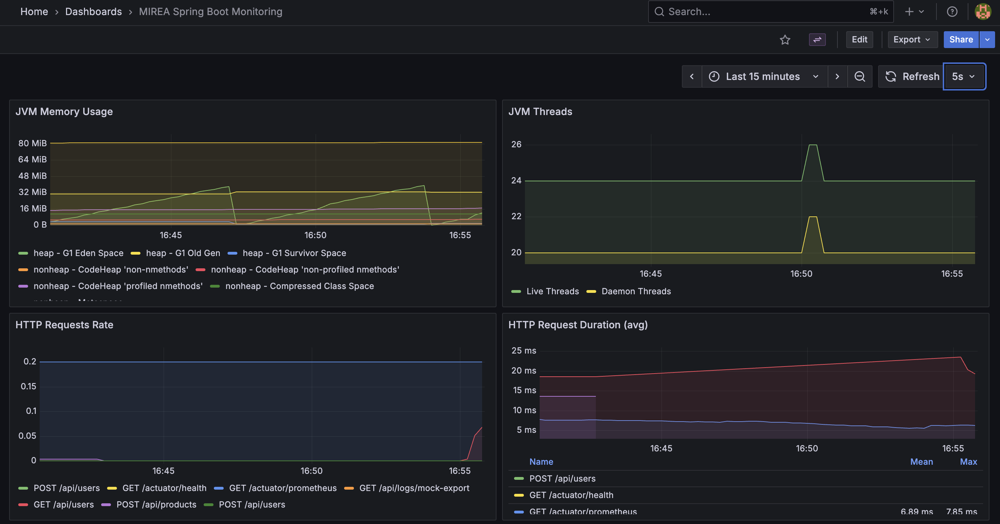 Home › Dashboards › MIREA Spring Boot Monitoring
Search... ⌘+k
Edit Export Share
Last 15 minutes Refresh 5s
JVM Memory Usage
80 MiB
64 MiB
48 MiB
32 MiB
16 MiB
0 B
16:45 16:50 16:55
heap - G1 Eden Space heap - G1 Old Gen heap - G1 Survivor Space
nonheap - CodeHeap 'non-nmethods' nonheap - CodeHeap 'non-profiled nmethods'
nonheap - CodeHeap 'profiled nmethods' nonheap - Compressed Class Space
nonheap - Metaspace
JVM Threads
26
24
22
20
16:45 16:50 16:55
Live Threads Daemon Threads
HTTP Requests Rate
0.2
0.15
0.1
0.05
0
16:45 16:50 16:55
POST /api/users GET /actuator/health GET /actuator/prometheus GET /api/logs/mock-export
GET /api/users POST /api/products POST /api/users
HTTP Request Duration (avg)
25 ms
20 ms
15 ms
10 ms
5 ms
16:45 16:50 16:55
Name Mean Max
POST /api/users
GET /actuator/health
GET /actuator/prometheus 6.89 ms 7.85 ms